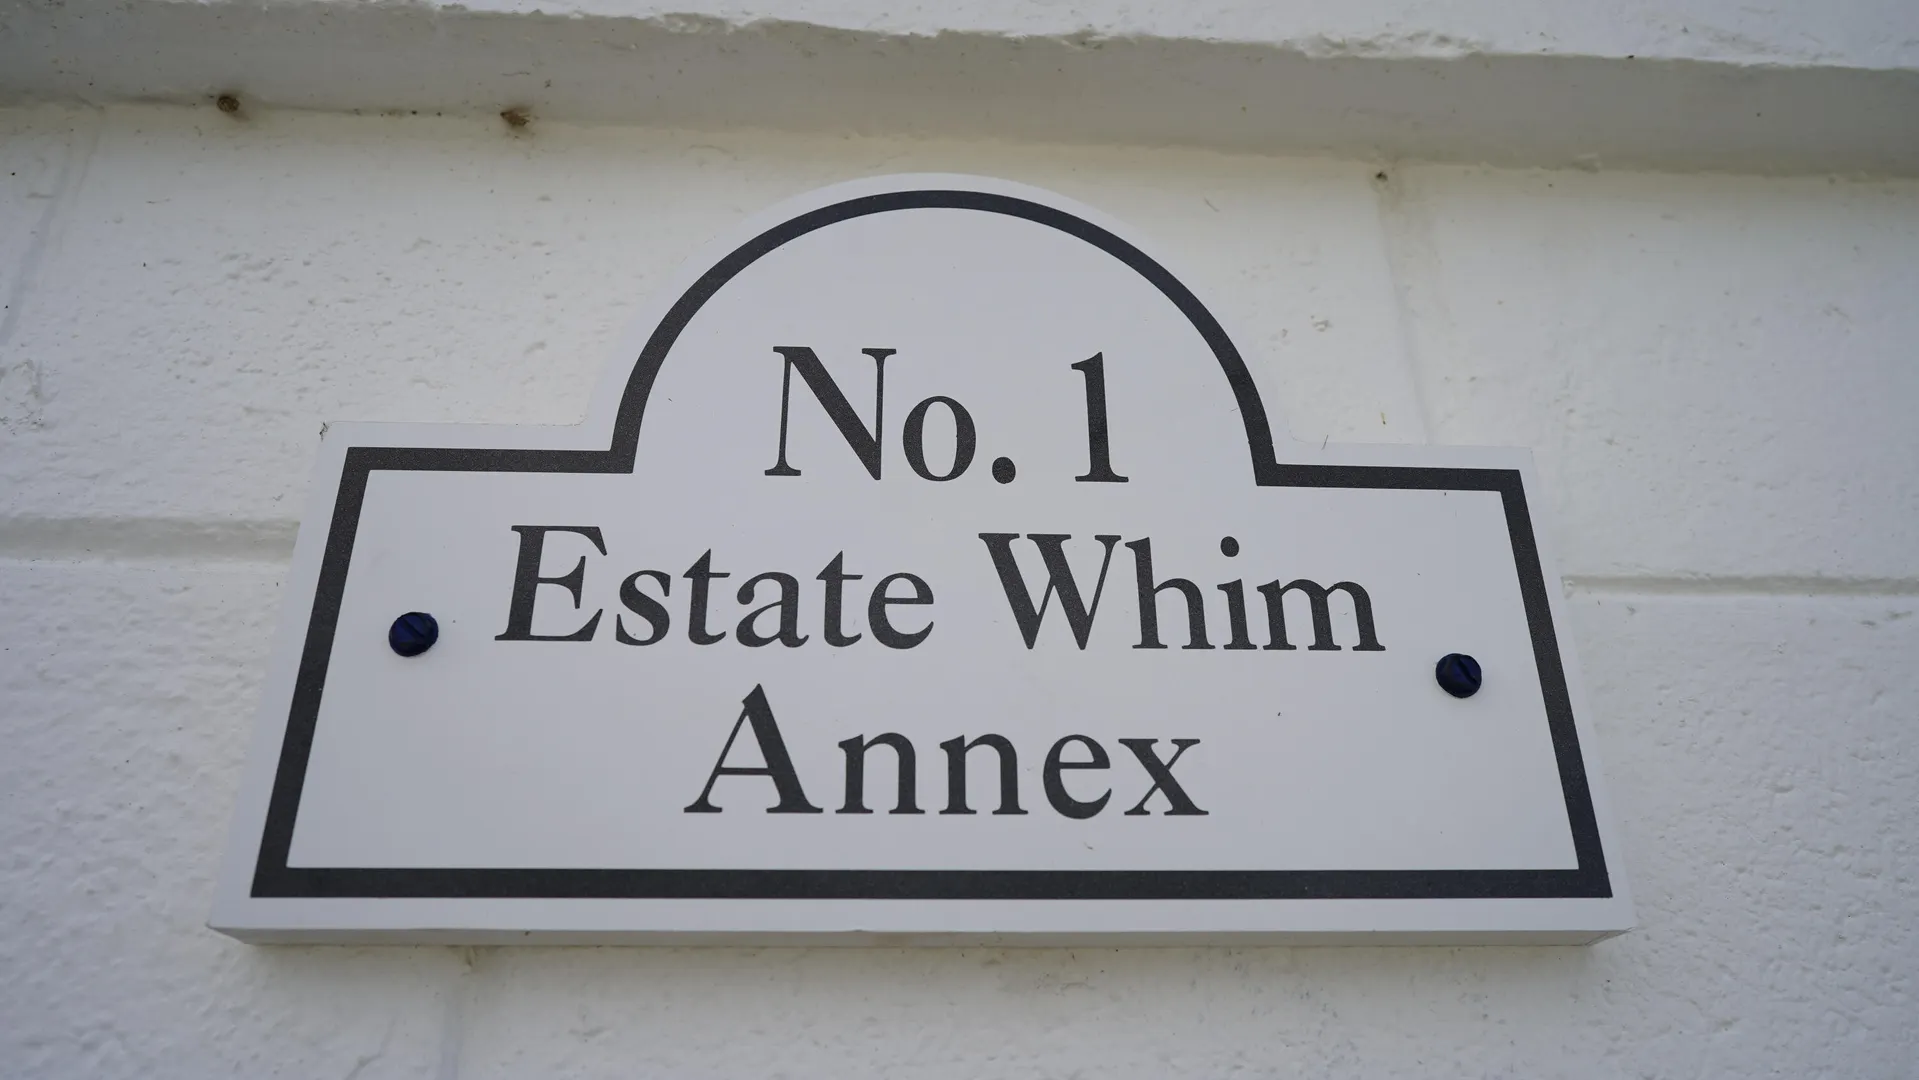 No. 1
Estate Whim
Annex